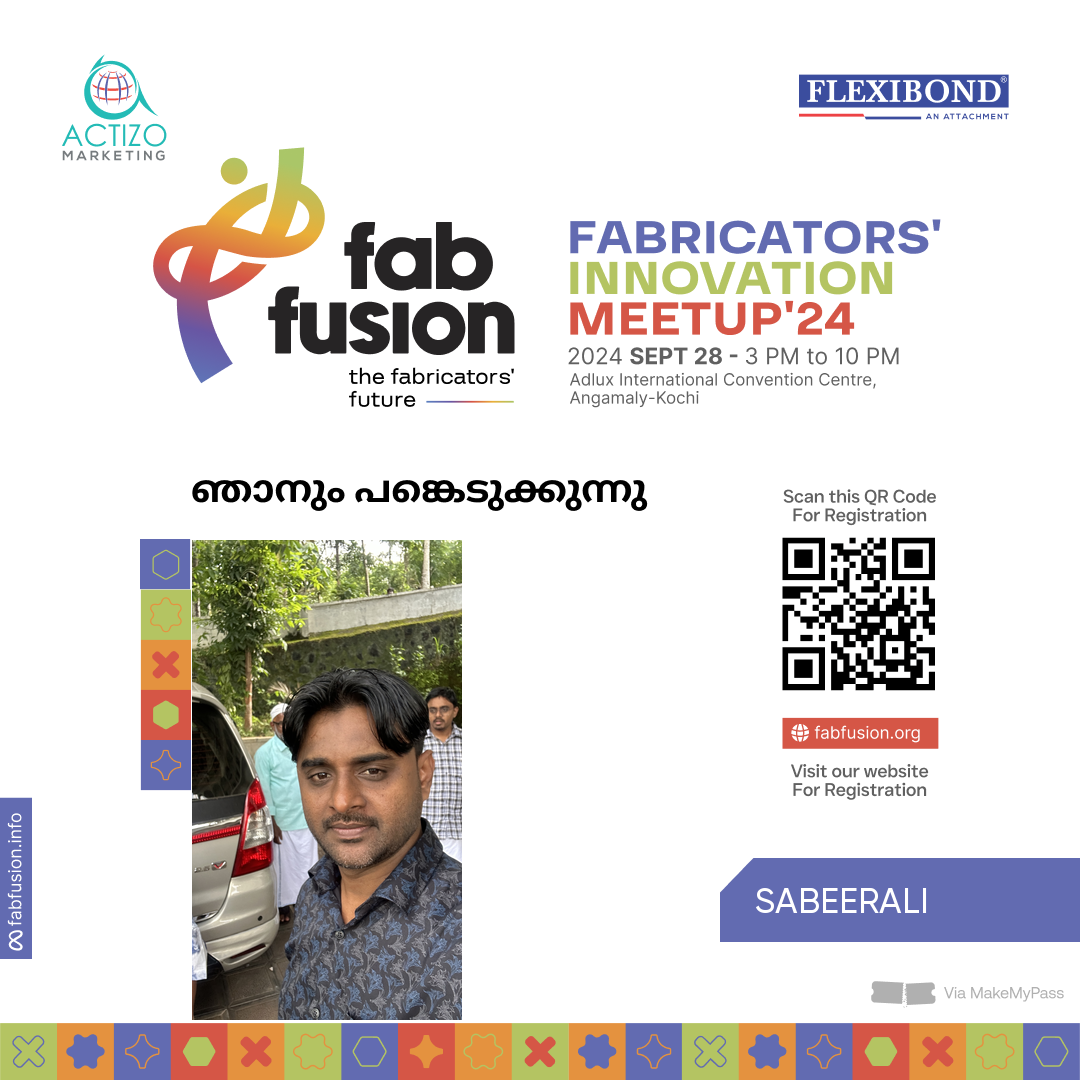 ACTIZO
MARKETING
FLEXIBOND®
AN ATTACHMENT
fab
fusion
the fabricators'
future
FABRICATORS'
INNOVATION
MEETUP'24
2024 SEPT 28 - 3 PM to 10 PM
Adlux International Convention Centre,
Angamaly-Kochi
ഞാനും പങ്കെടുക്കുന്നു
Scan this QR Code
For Registration
fabfusion.org
Visit our website
For Registration
fabfusion.info
SABEERALI
Via MakeMyPass